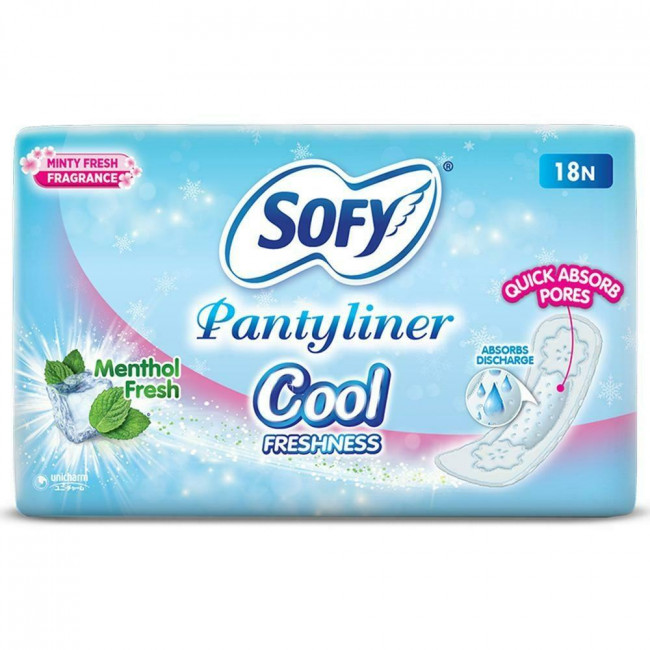 MINTY FRESH
FRAGRANCE
18N
SOFY®
QUICK ABSORB
PORES
Pantyliner
ABSORBS
DISCHARGE
Menthol
Fresh
Cool
FRESHNESS
unicharm